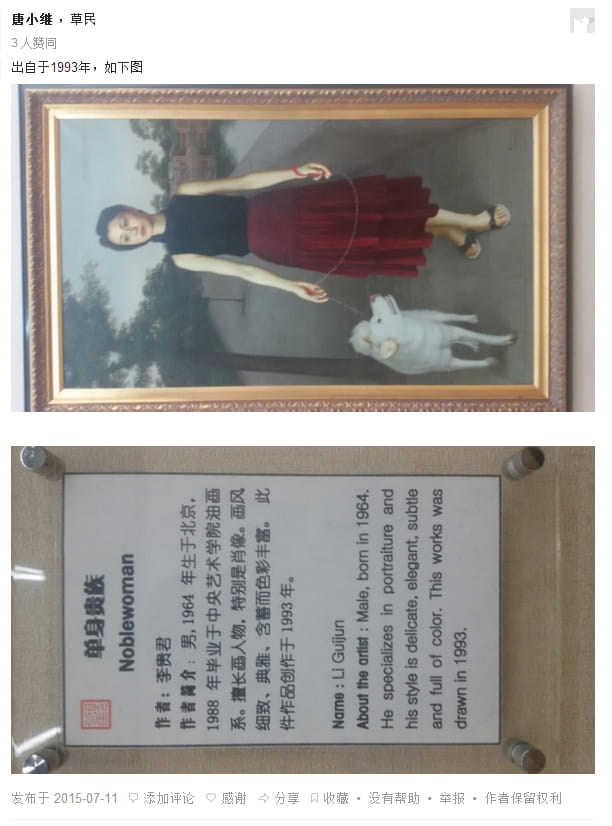 唐小维，草民
3 人赞同
出自于1993年，如下图
单身贵族
Noblewoman
作者：李贵君
作者简介：男,1964 年生于北京，
1988 年毕业于中央艺术学院油画
系。擅长画人物，特别是肖像。画风
细致、典雅、含蓄而色彩丰富。 此
件作品创作于 1993 年。
Name : LI Guijun
About the artist : Male, born in 1964.
He specializes in portraiture and
his style is delicate, elegant, subtle
and full of color. This works was
drawn in 1993.
发布于 2015-07-11 添加评论 感谢 分享 收藏 • 没有帮助 • 举报 • 作者保留权利